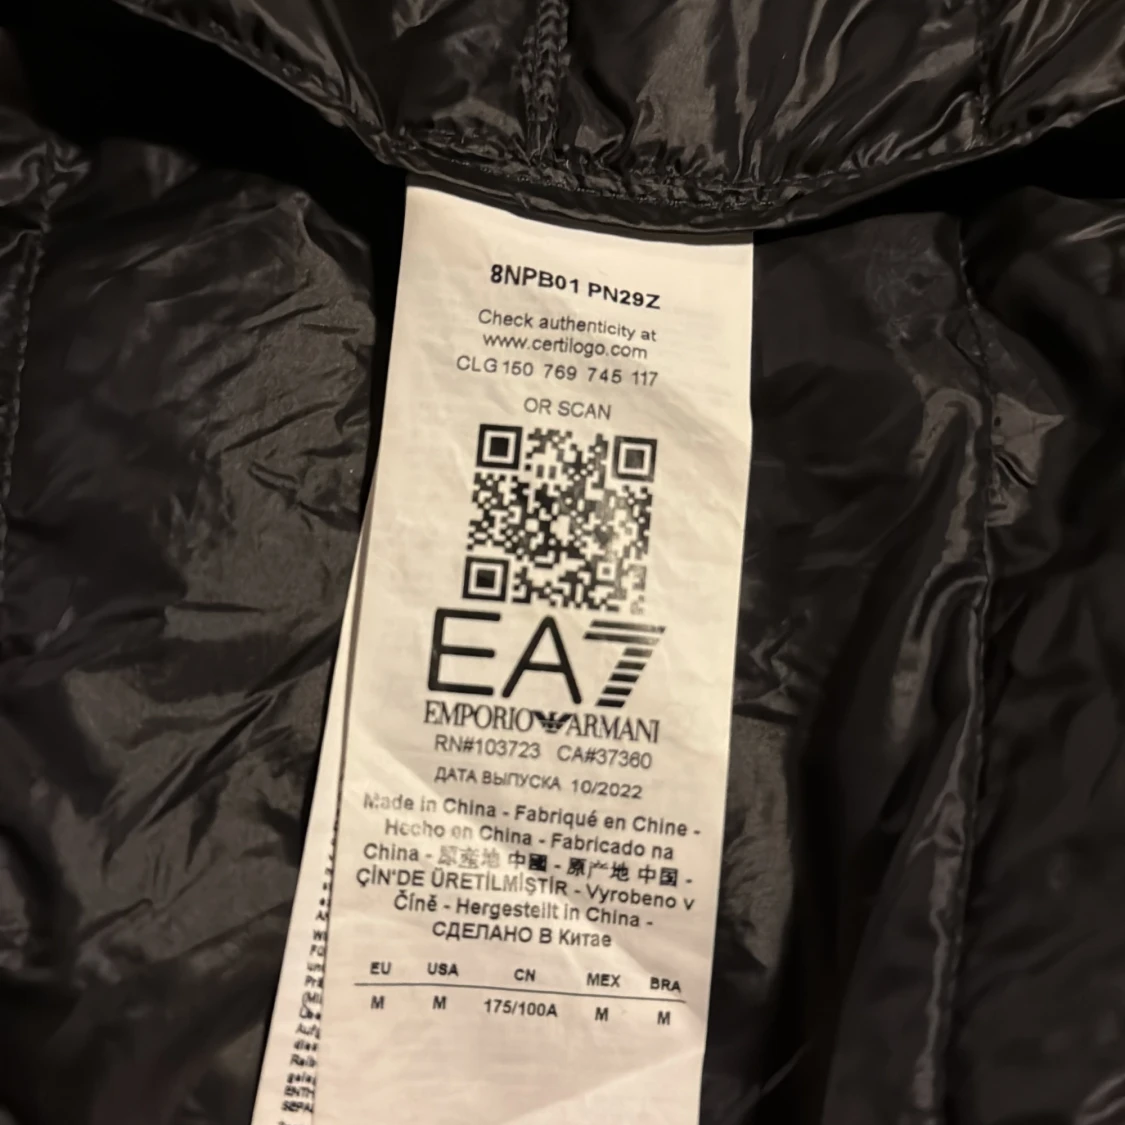 8NPB01 PN29Z
Check authenticity at
www.certilogo.com
CLG 150 769 745 117
OR SCAN
EA7
EMPORIO ARMANI
RN#103723 CA#37360
ДАТА ВЫПУСКА 10/2022
Made in China - Fabriqué en Chine -
Hecho en China - Fabricado na
China - 原産地 中國 - 原产地 中国 -
ÇİN'DE ÜRETİLMİŞTİR - Vyrobeno v
Číně - Hergestellt in China -
СДЕЛАНО В Китае
EU USA CN MEX BRA
M M 175/100A M M